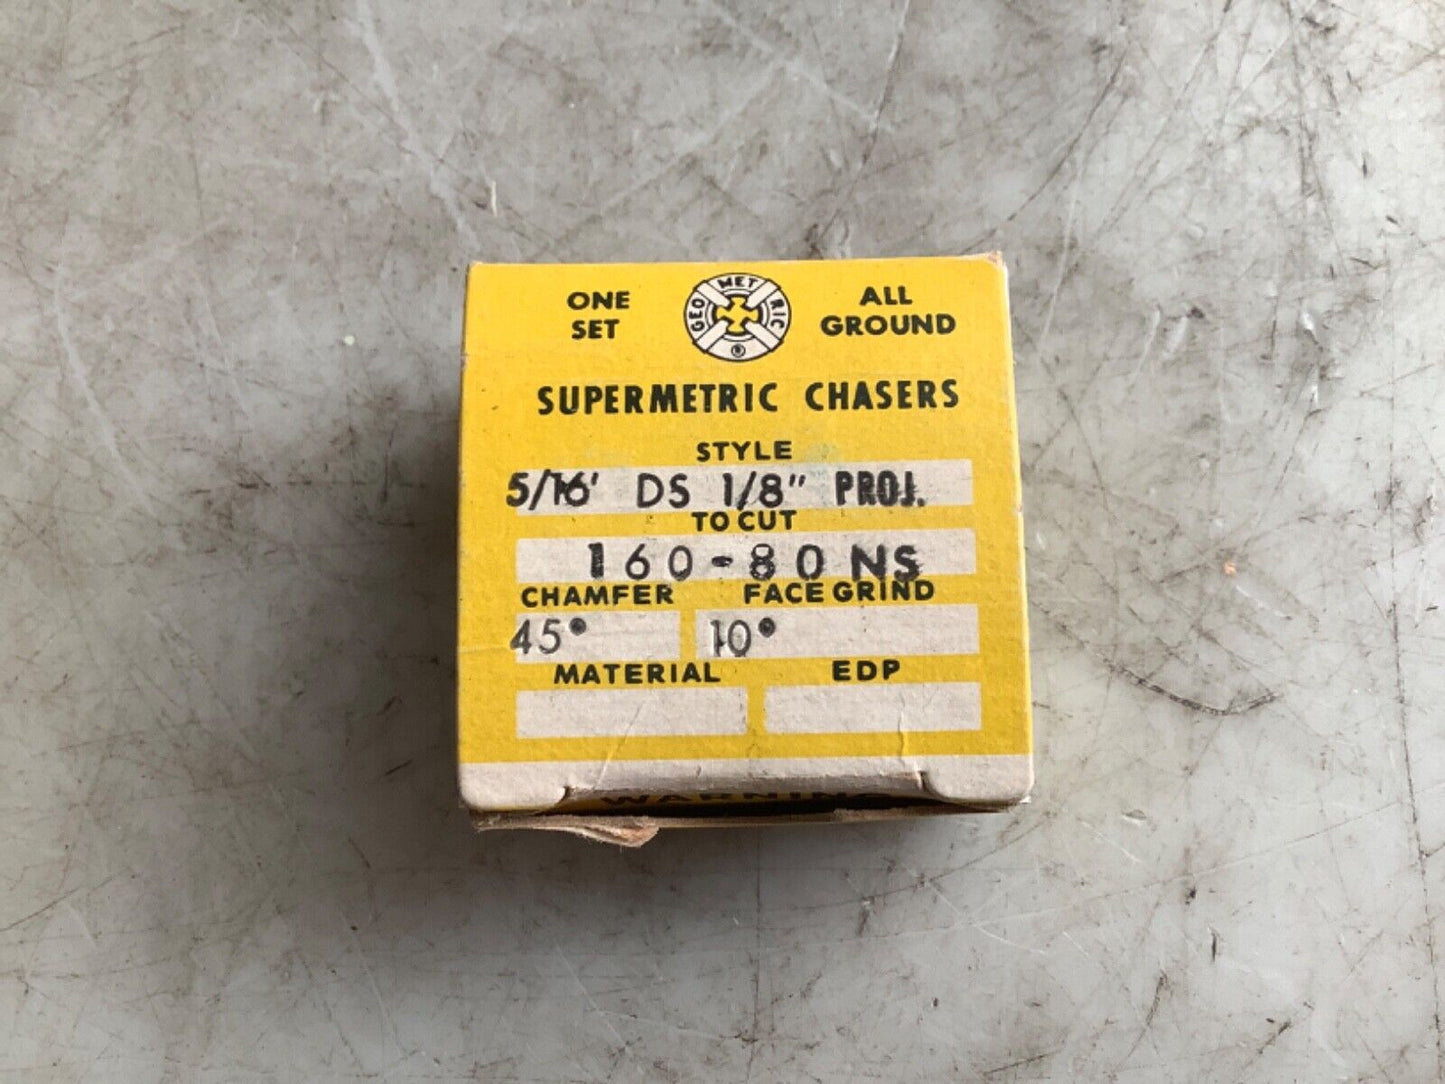 ONE
SET
GEO MET RIC
®
ALL
GROUND
SUPERMETRIC CHASERS
STYLE
5/16' DS 1/8" PROJ.
TO CUT
160-80 NS
CHAMFER FACE GRIND
45° 10°
MATERIAL EDP
WARNING